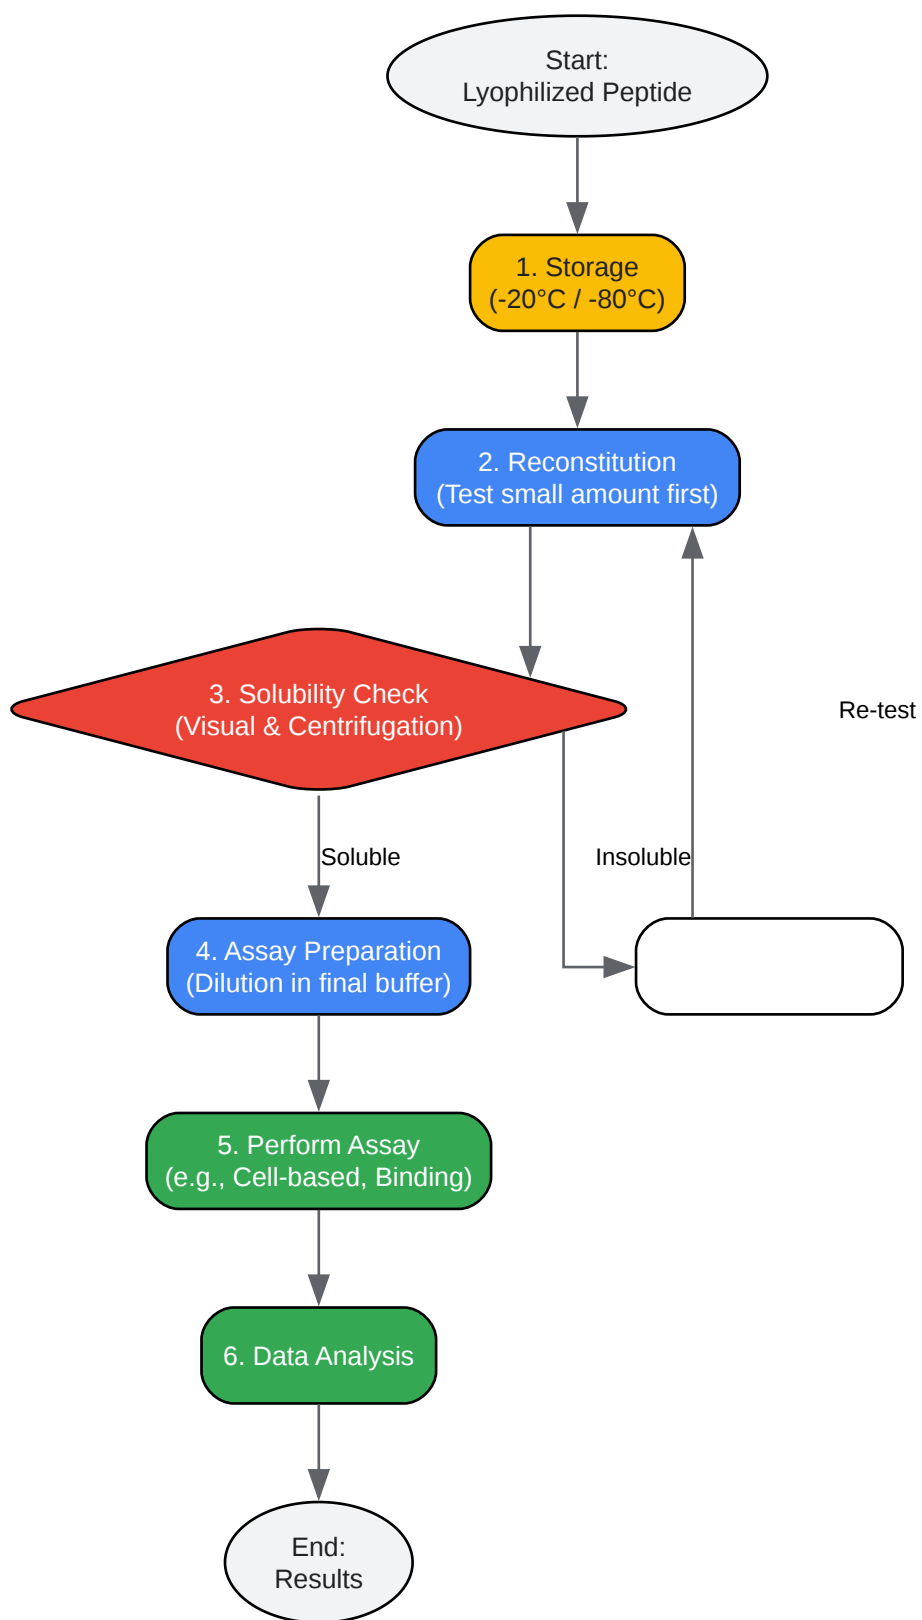 Start:
Lyophilized Peptide
1. Storage
(-20°C / -80°C)
2. Reconstitution
(Test small amount first)
3. Solubility Check
(Visual & Centrifugation)
Re-test
Soluble
Insoluble
4. Assay Preparation
(Dilution in final buffer)
5. Perform Assay
(e.g., Cell-based, Binding)
6. Data Analysis
End:
Results